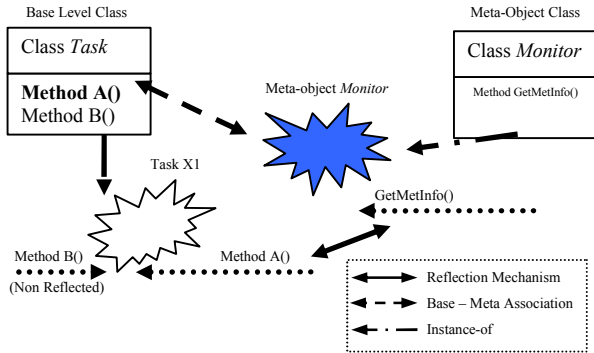 Base Level Class
Meta-Object Class
Class Task
Class Monitor
Method A()
Method B()
Method GetMetInfo()
Meta-object Monitor
Task X1
GetMetInfo()
Method B()
Method A()
(Non Reflected)
Reflection Mechanism
Base – Meta Association
Instance-of